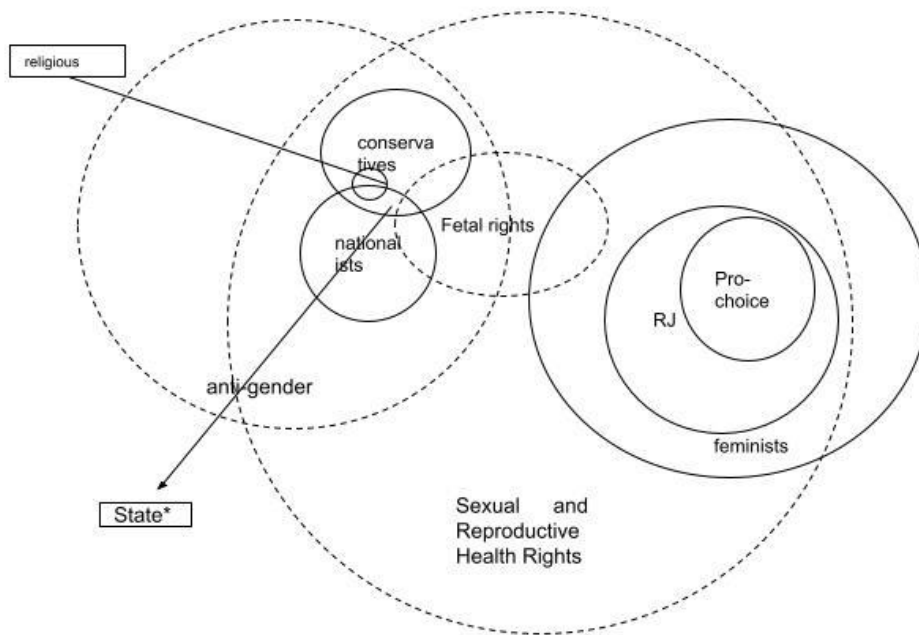 religious
conserva
tives
Fetal rights
national
ists
Pro-
choice
RJ
anti-gender
feminists
State*
Sexual and
Reproductive
Health Rights